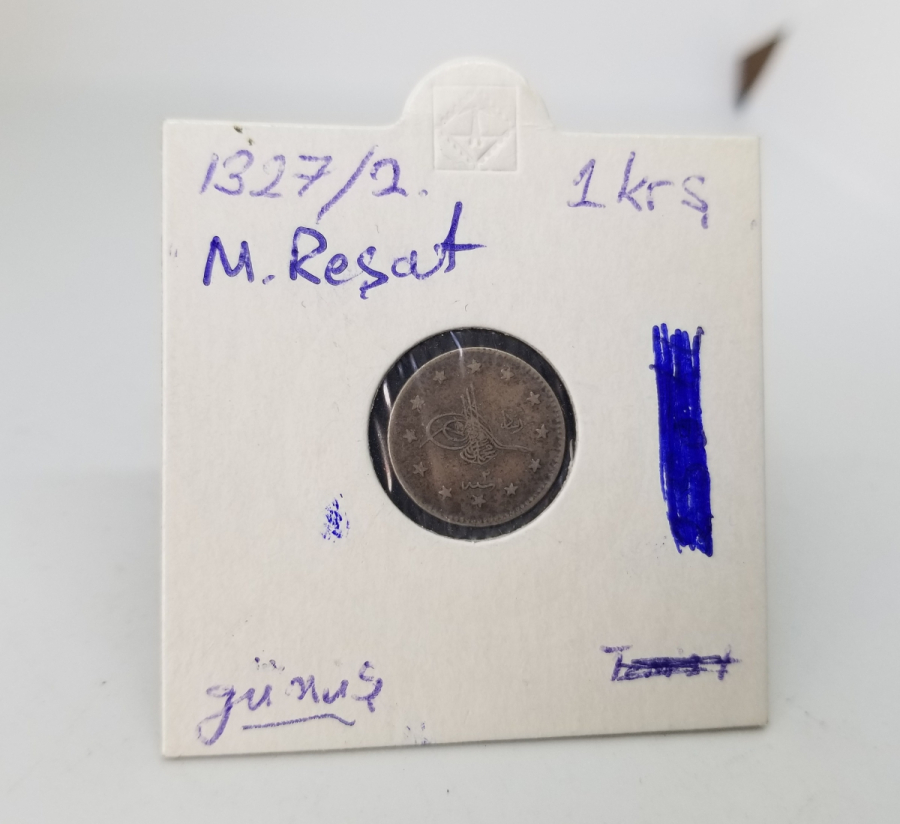 1327/2. 1 krş
M. Reşat
gümüş